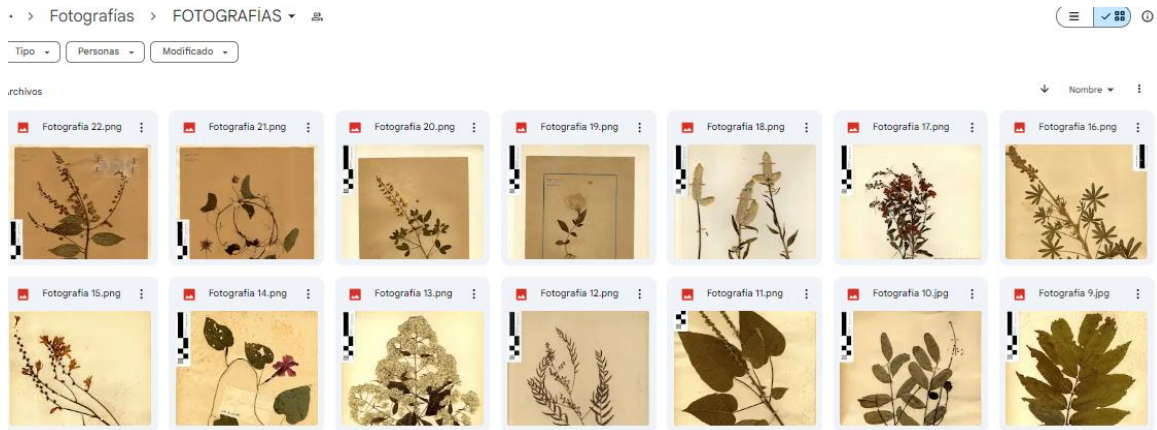 Fotografías > FOTOGRAFÍAS
Tipo Personas Modificado
rchivos
Nombre
Fotografía 22.png Fotografía 21.png Fotografía 20.png Fotografía 19.png Fotografía 18.png Fotografía 17.png Fotografía 16.png
Fotografía 15.png Fotografía 14.png Fotografía 13.png Fotografía 12.png Fotografía 11.png Fotografía 10.jpg Fotografía 9.jpg